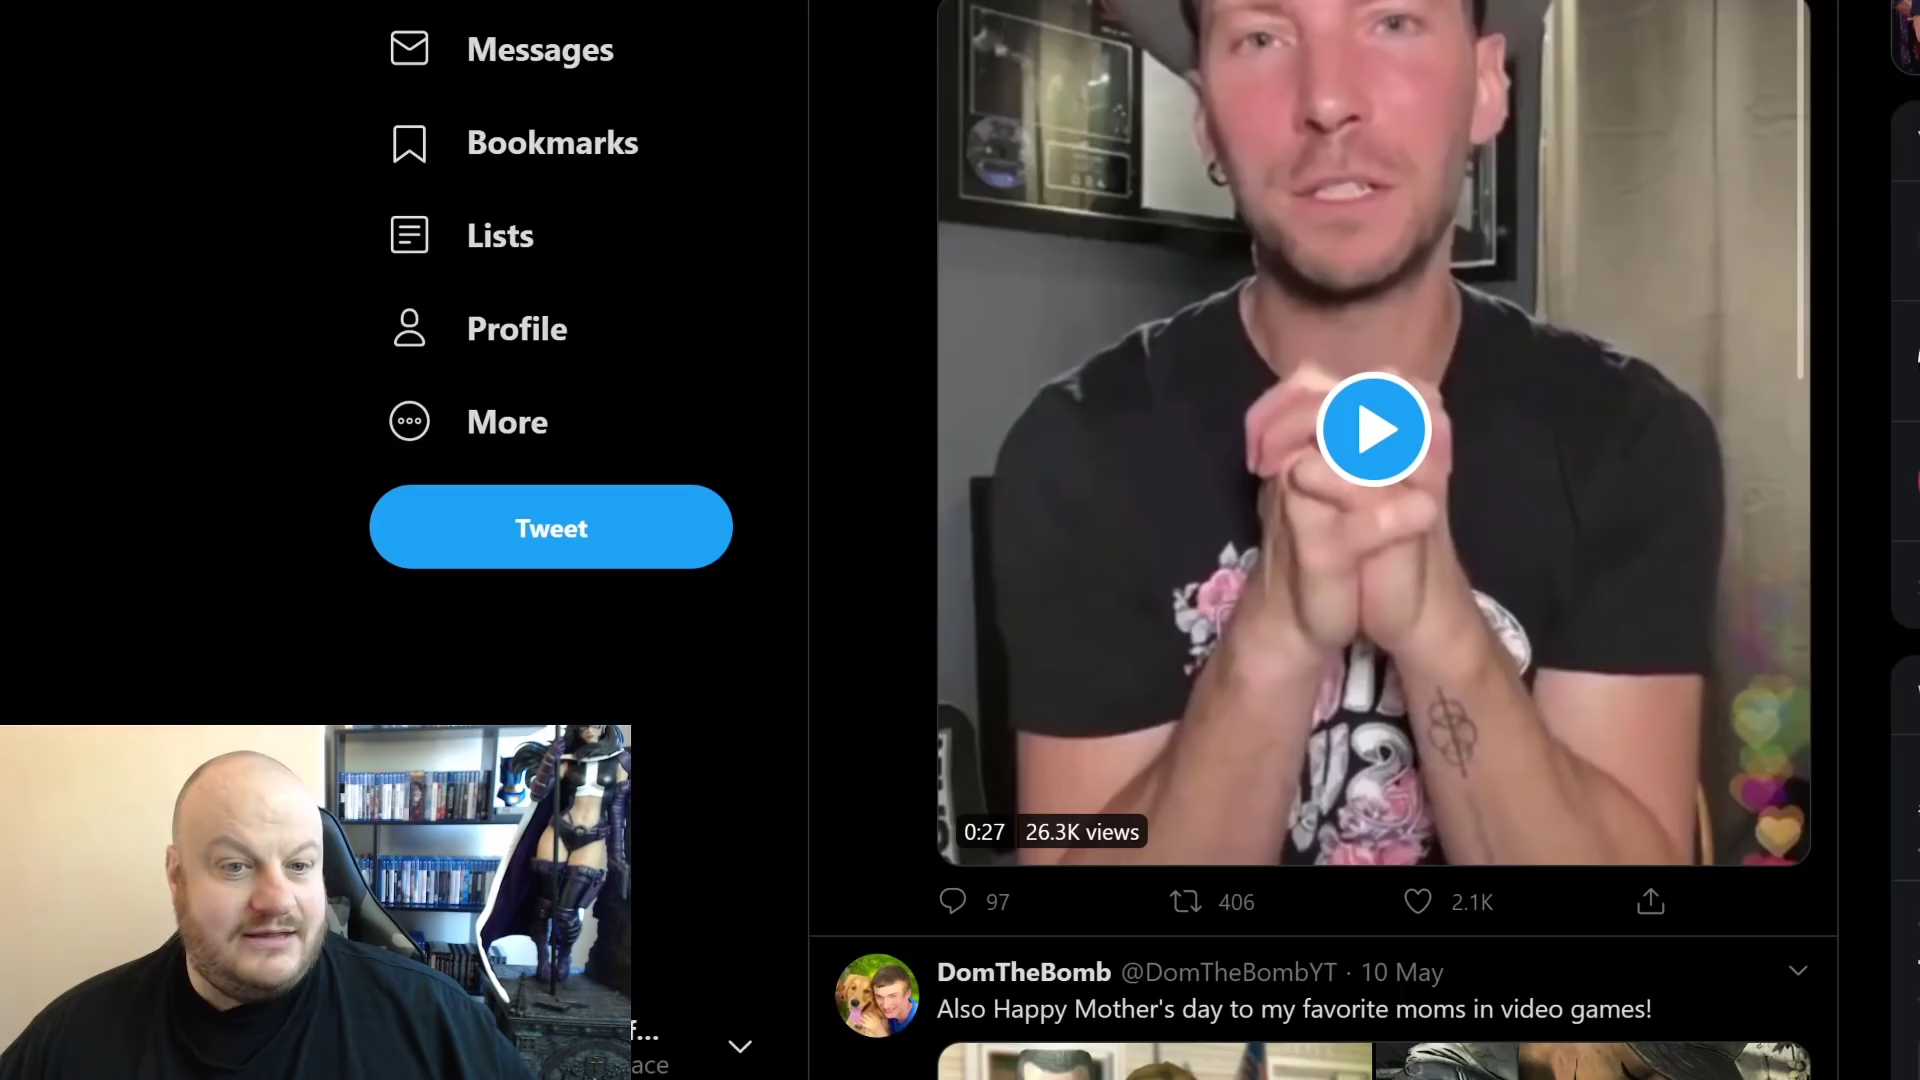 Messages
Bookmarks
Lists
Profile
More
Tweet
0:27 26.3K views
97 406 2.1K
DomTheBomb @DomTheBombYT · 10 May
Also Happy Mother's day to my favorite moms in video games!
f...
ace